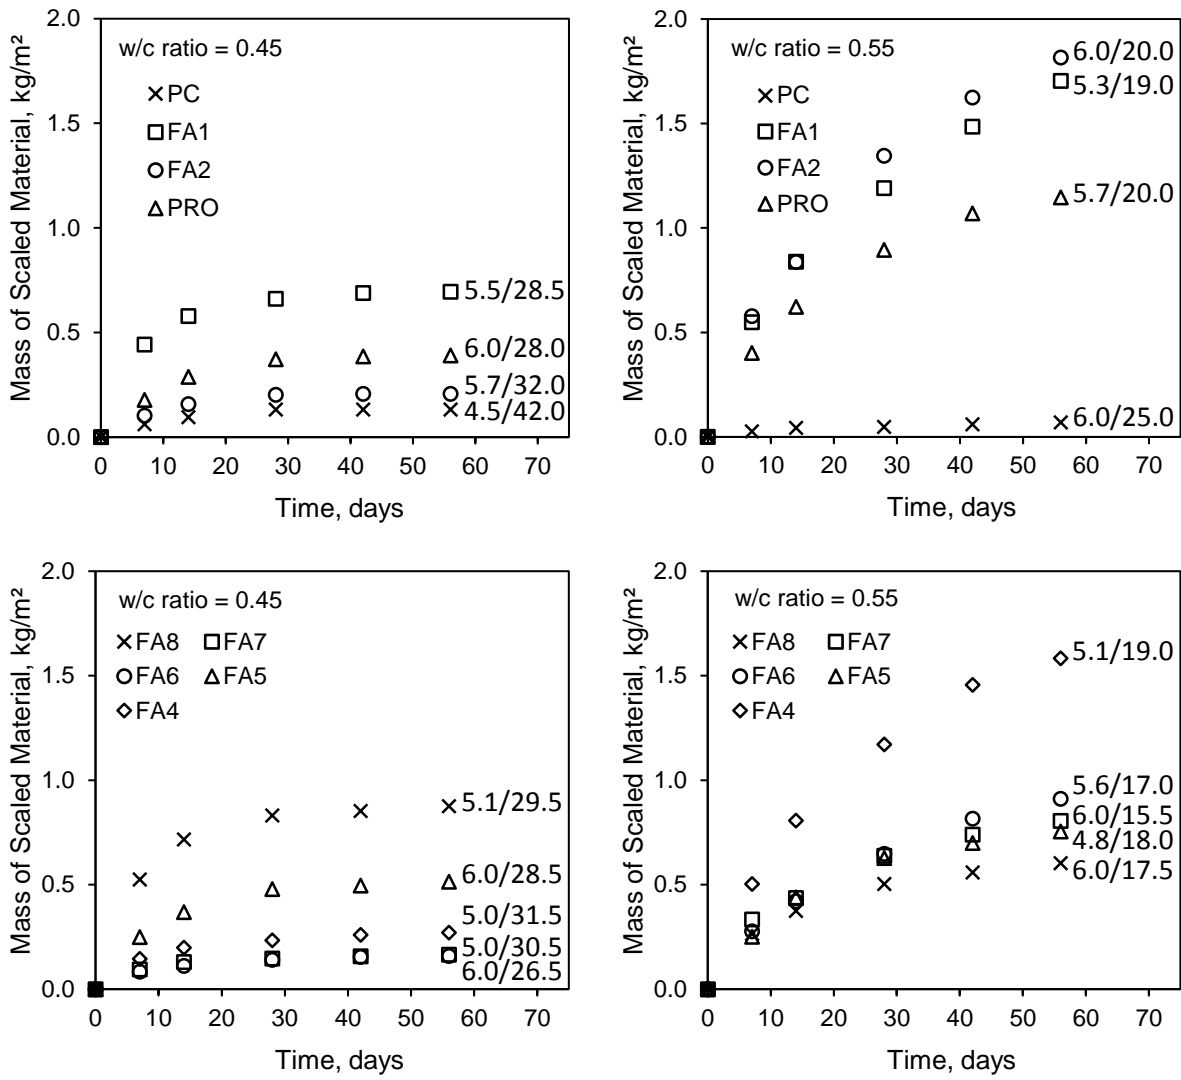 Mass of Scaled Material, kg/m²
2.0
1.5
1.0
0.5
0.0
w/c ratio = 0.45
PC
FA1
FA2
PRO
5.5/28.5
6.0/28.0
5.7/32.0
4.5/42.0
0 10 20 30 40 50 60 70
Time, days
Mass of Scaled Material, kg/m²
2.0
1.5
1.0
0.5
0.0
w/c ratio = 0.55
PC
FA1
FA2
PRO
6.0/20.0
5.3/19.0
5.7/20.0
6.0/25.0
0 10 20 30 40 50 60 70
Time, days
Mass of Scaled Material, kg/m²
2.0
1.5
1.0
0.5
0.0
w/c ratio = 0.45
FA8 FA7
FA6 FA5
FA4
5.1/29.5
6.0/28.5
5.0/31.5
5.0/30.5
6.0/26.5
0 10 20 30 40 50 60 70
Time, days
Mass of Scaled Material, kg/m²
2.0
1.5
1.0
0.5
0.0
w/c ratio = 0.55
FA8 FA7
FA6 FA5
FA4
5.1/19.0
5.6/17.0
6.0/15.5
4.8/18.0
6.0/17.5
0 10 20 30 40 50 60 70
Time, days